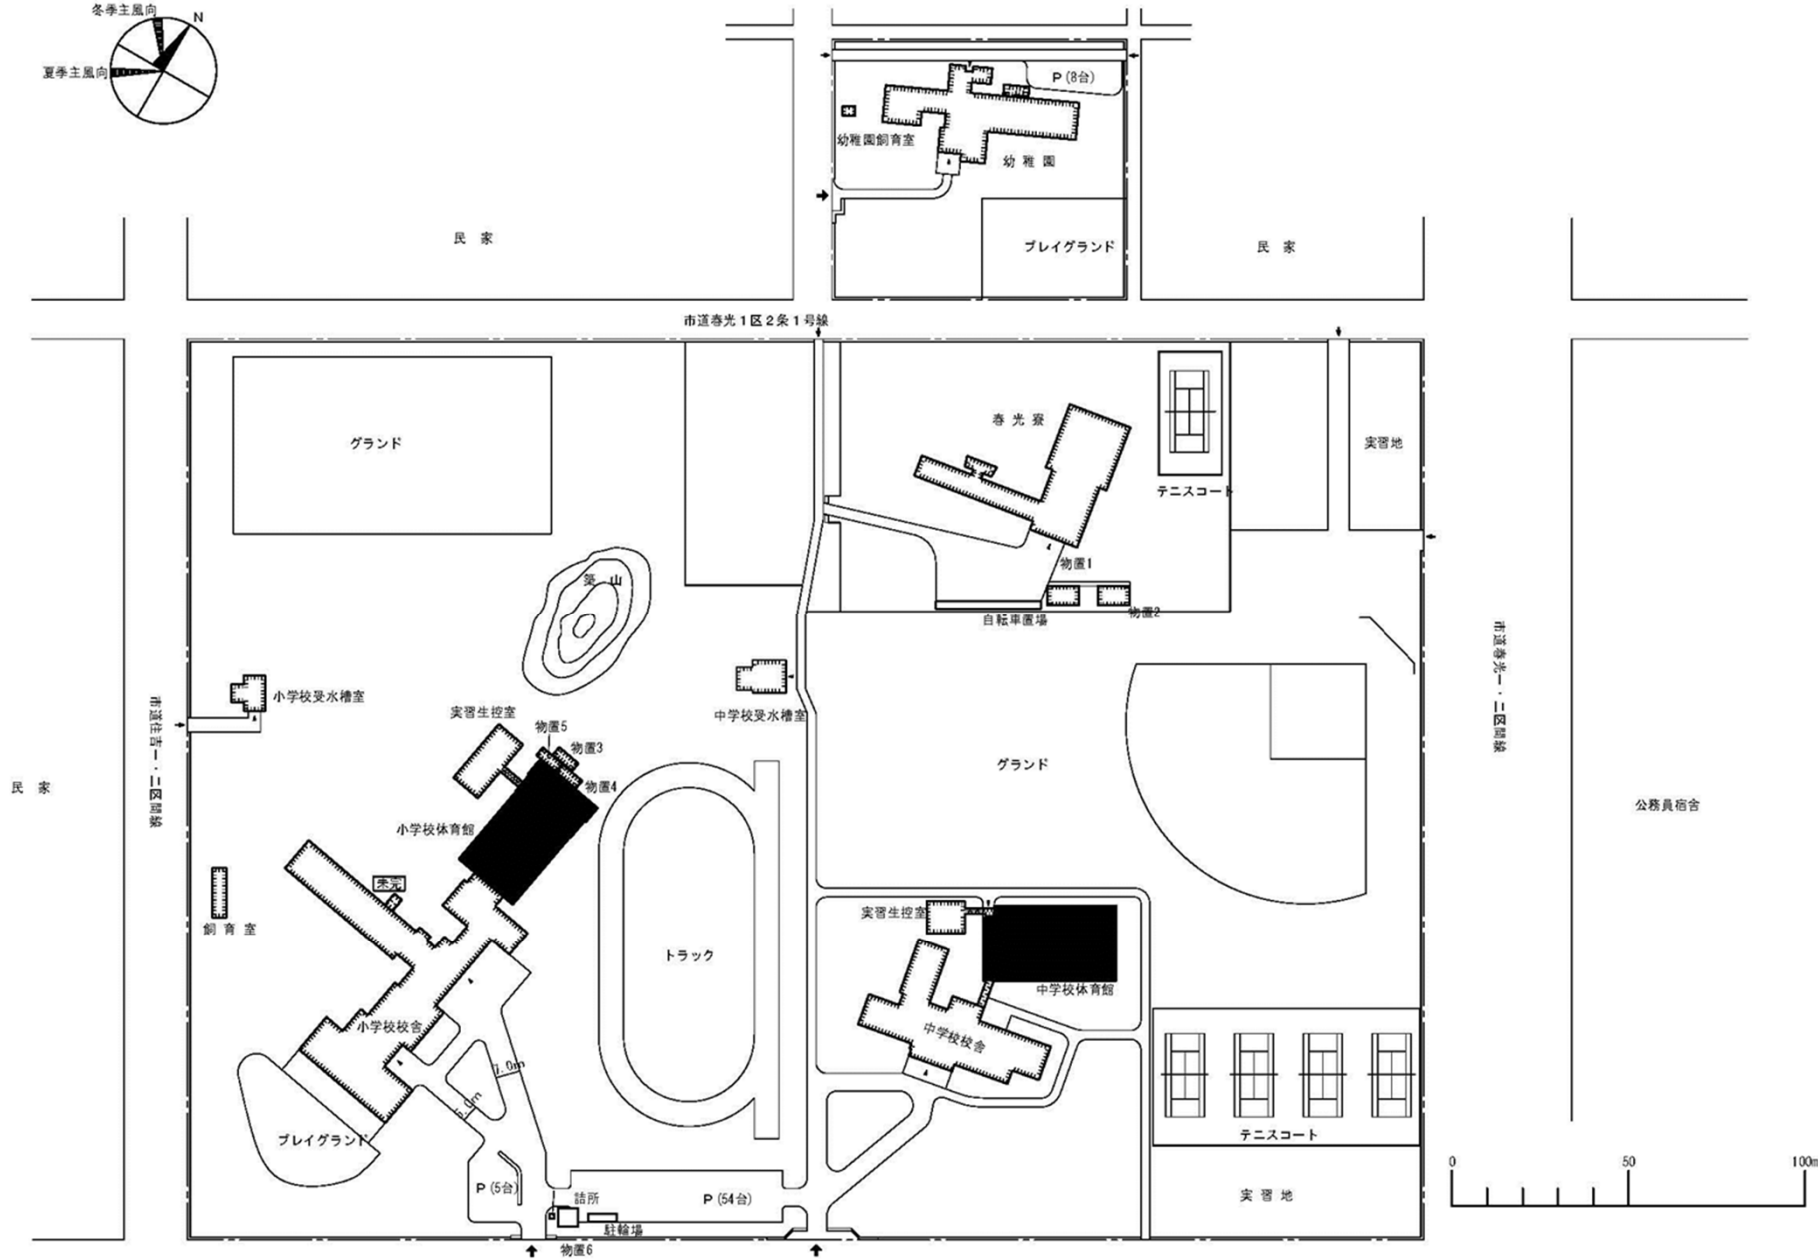 冬季主風向
N
夏季主風向
P (8台)
幼稚園飼育室
幼 稚 園
民 家
プレイグランド
民 家
市道春光1区2条1号線
グランド
春 光 寮
実習地
テニスコート
築 山
物置1
物置2
自転車置場
小学校受水槽室
中学校受水槽室
市道住吉一・二区間線
市道春光一・二区間線
実習生控室
物置5
物置3
物置4
グランド
民 家
公務員宿舎
小学校体育館
未完
実習生控室
飼 育 室
トラック
中学校体育館
小学校校舎
中学校校舎
7.0m
プレイグランド
テニスコート
0
50
100m
P (5台)
詰所
P (54台)
実 習 地
駐輪場
物置6